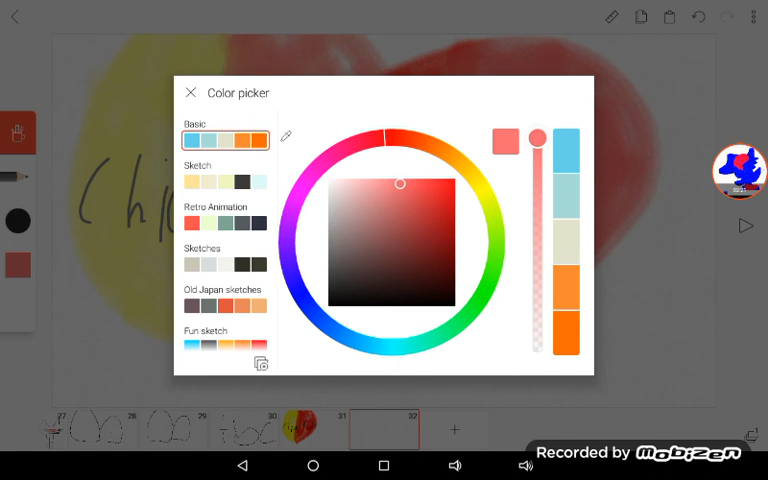 Color picker
Basic
Sketch
Retro Animation
Sketches
Old Japan sketches
Fun sketch
27
28
29
30
31
32
Recorded by Mobizen